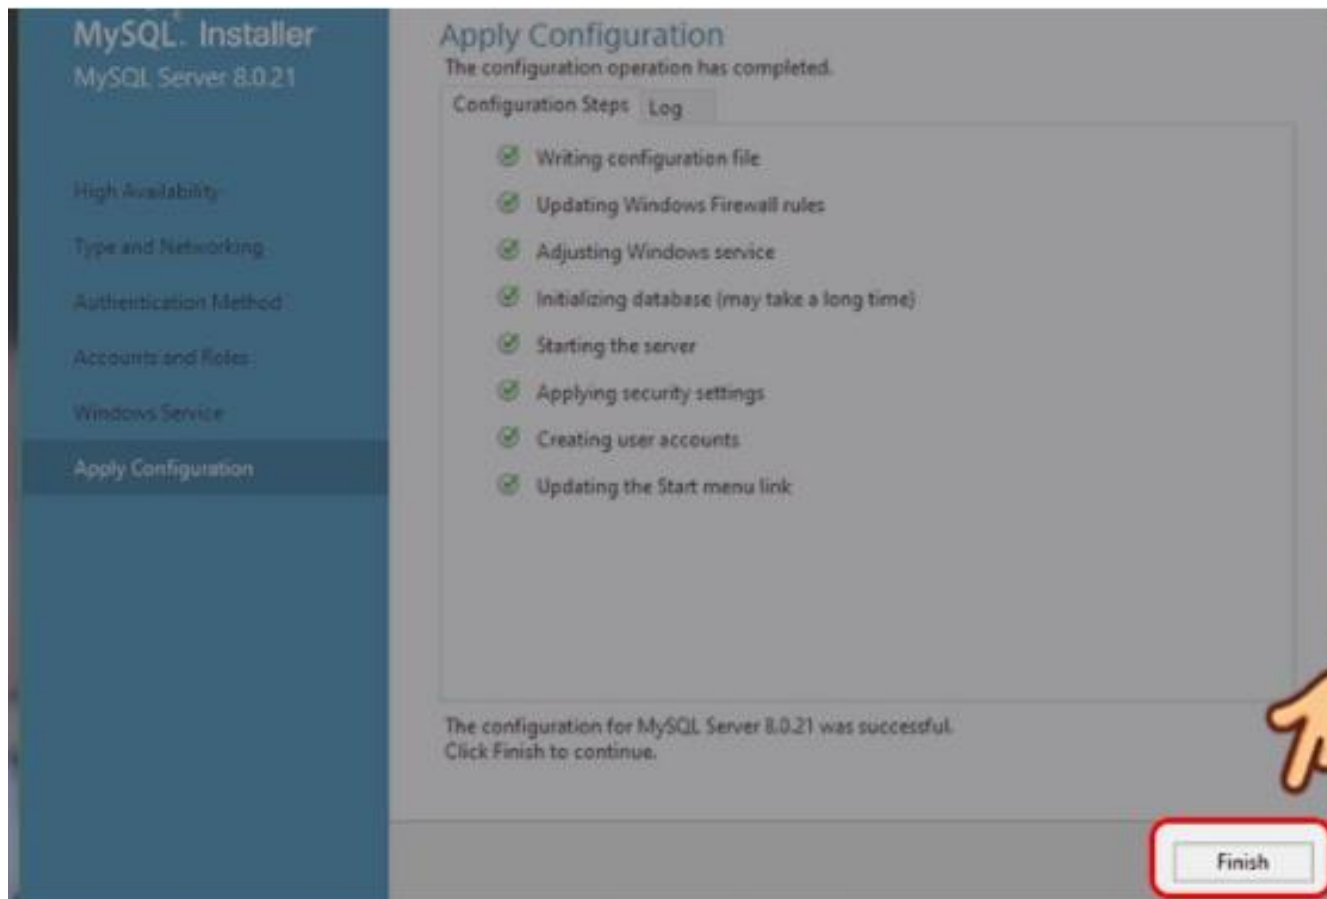 MySQL. Installer
MySQL Server 8.0.21
High Availability
Type and Networking
Authentication Method
Accounts and Roles
Windows Service
Apply Configuration
Apply Configuration
The configuration operation has completed.
Configuration Steps
Log
Writing configuration file
Updating Windows Firewall rules
Adjusting Windows service
Initializing database (may take a long time)
Starting the server
Applying security settings
Creating user accounts
Updating the Start menu link
The configuration for MySQL Server 8.0.21 was successful.
Click Finish to continue.
Finish